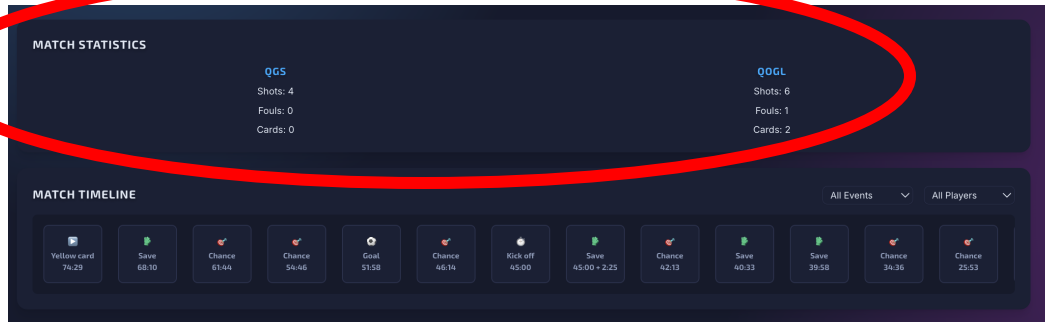 MATCH STATISTICS
QGS
Shots: 4
Fouls: 0
Cards: 0
QOGL
Shots: 6
Fouls: 1
Cards: 2
MATCH TIMELINE
All Events
All Players
Yellow card
74:29
Save
68:10
Chance
61:44
Chance
54:46
Goal
51:58
Chance
46:14
Kick off
45:00
Save
45:00 + 2:25
Chance
42:13
Save
40:33
Save
39:58
Chance
34:36
Chance
25:53